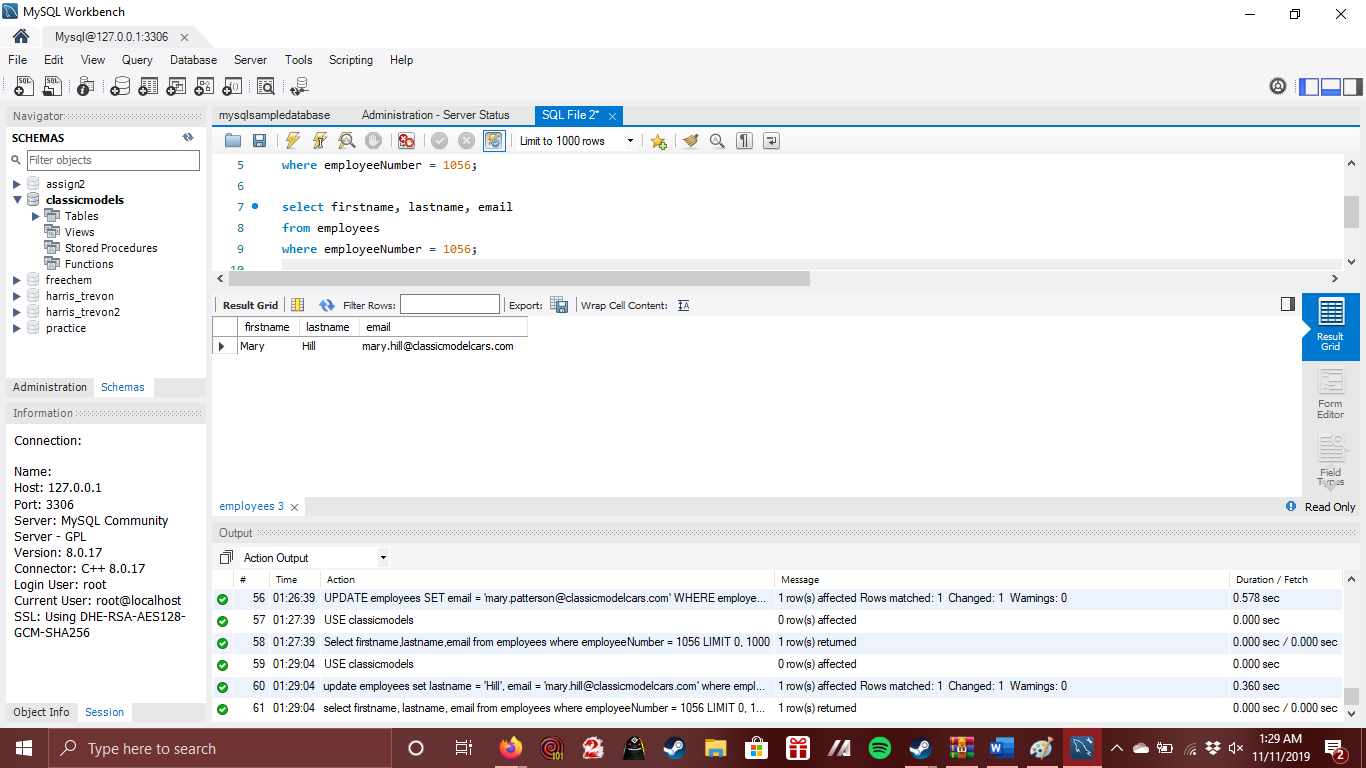 MySQL Workbench
Mysql@127.0.0.1:3306
File Edit View Query Database Server Tools Scripting Help
Navigator
SCHEMAS
Filter objects
assign2
classicmodels
Tables
Views
Stored Procedures
Functions
freechem
harris_trevon
harris_trevon2
practice
Administration Schemas
Information
Connection:
Name:
Host: 127.0.0.1
Port: 3306
Server: MySQL Community
Server - GPL
Version: 8.0.17
Connector: C++ 8.0.17
Login User: root
Current User: root@localhost
SSL: Using DHE-RSA-AES128-
GCM-SHA256
Object Info Session
mysqlsampledatabase Administration - Server Status SQL File 2*
Limit to 1000 rows
5 where employeeNumber = 1056;
6
7 select firstname, lastname, email
8 from employees
9 where employeeNumber = 1056;
10
Result Grid Filter Rows: Export: Wrap Cell Content:
firstname lastname email
Mary Hill mary.hill@classicmodelcars.com
Result
Grid
Form
Editor
Field
Types
employees 3
Read Only
Output
Action Output
# Time Action Message Duration / Fetch
56 01:26:39 UPDATE employees SET email = 'mary.patterson@classicmodelcars.com' WHERE employe... 1 row(s) affected Rows matched: 1 Changed: 1 Warnings: 0 0.578 sec
57 01:27:39 USE classicmodels 0 row(s) affected 0.000 sec
58 01:27:39 Select firstname,lastname,email from employees where employeeNumber = 1056 LIMIT 0, 1000 1 row(s) returned 0.000 sec / 0.000 sec
59 01:29:04 USE classicmodels 0 row(s) affected 0.000 sec
60 01:29:04 update employees set lastname = 'Hill', email = 'mary.hill@classicmodelcars.com' where empl... 1 row(s) affected Rows matched: 1 Changed: 1 Warnings: 0 0.360 sec
61 01:29:04 select firstname, lastname, email from employees where employeeNumber = 1056 LIMIT 0, 1... 1 row(s) returned 0.000 sec / 0.000 sec
Type here to search
1:29 AM
11/11/2019
2